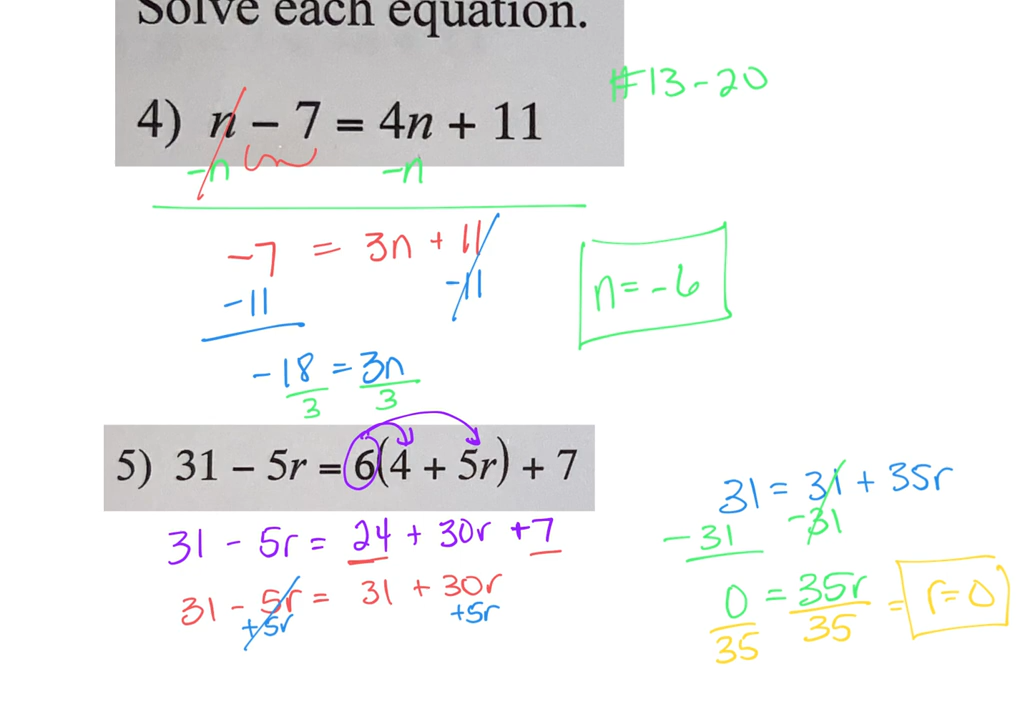 Solve each equation.
#13-20
4) n − 7 = 4n + 11
-n -n
-7 = 3n + 11
-11 -11
n = -6
-18 = 3n
3 3
5) 31 − 5r = 6(4 + 5r) + 7
31 - 5r = 24 + 30r + 7
31 - 5r = 31 + 30r
+5r +5r
31 = 31 + 35r
-31 -31
0 = 35r = r = 0
35 35